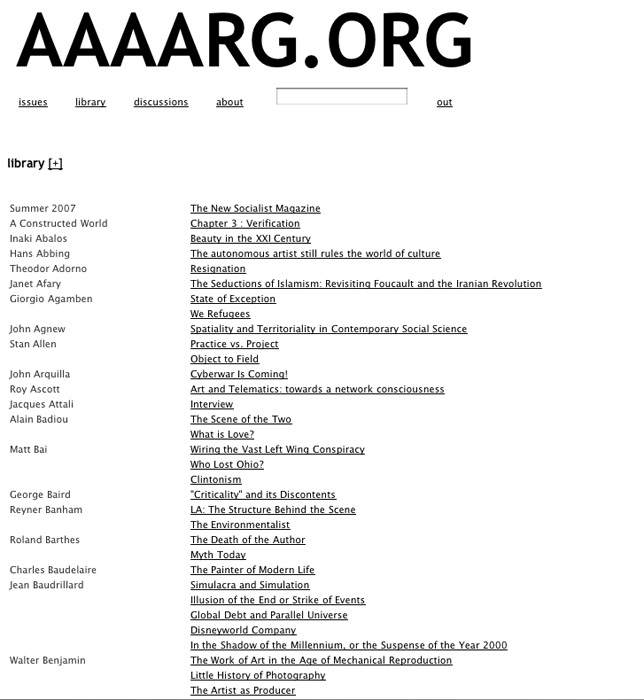 AAAARG.ORG
issues library discussions about out
library [+]
Summer 2007 The New Socialist Magazine
A Constructed World Chapter 3 : Verification
Inaki Abalos Beauty in the XXI Century
Hans Abbing The autonomous artist still rules the world of culture
Theodor Adorno Resignation
Janet Afary The Seductions of Islamism: Revisiting Foucault and the Iranian Revolution
Giorgio Agamben State of Exception
We Refugees
John Agnew Spatiality and Territoriality in Contemporary Social Science
Stan Allen Practice vs. Project
Object to Field
John Arquilla Cyberwar Is Coming!
Roy Ascott Art and Telematics: towards a network consciousness
Jacques Attali Interview
Alain Badiou The Scene of the Two
What is Love?
Matt Bai Wiring the Vast Left Wing Conspiracy
Who Lost Ohio?
Clintonism
George Baird "Criticality" and its Discontents
Reyner Banham LA: The Structure Behind the Scene
The Environmentalist
Roland Barthes The Death of the Author
Myth Today
Charles Baudelaire The Painter of Modern Life
Jean Baudrillard Simulacra and Simulation
Illusion of the End or Strike of Events
Global Debt and Parallel Universe
Disneyworld Company
In the Shadow of the Millennium, or the Suspense of the Year 2000
Walter Benjamin The Work of Art in the Age of Mechanical Reproduction
Little History of Photography
The Artist as Producer